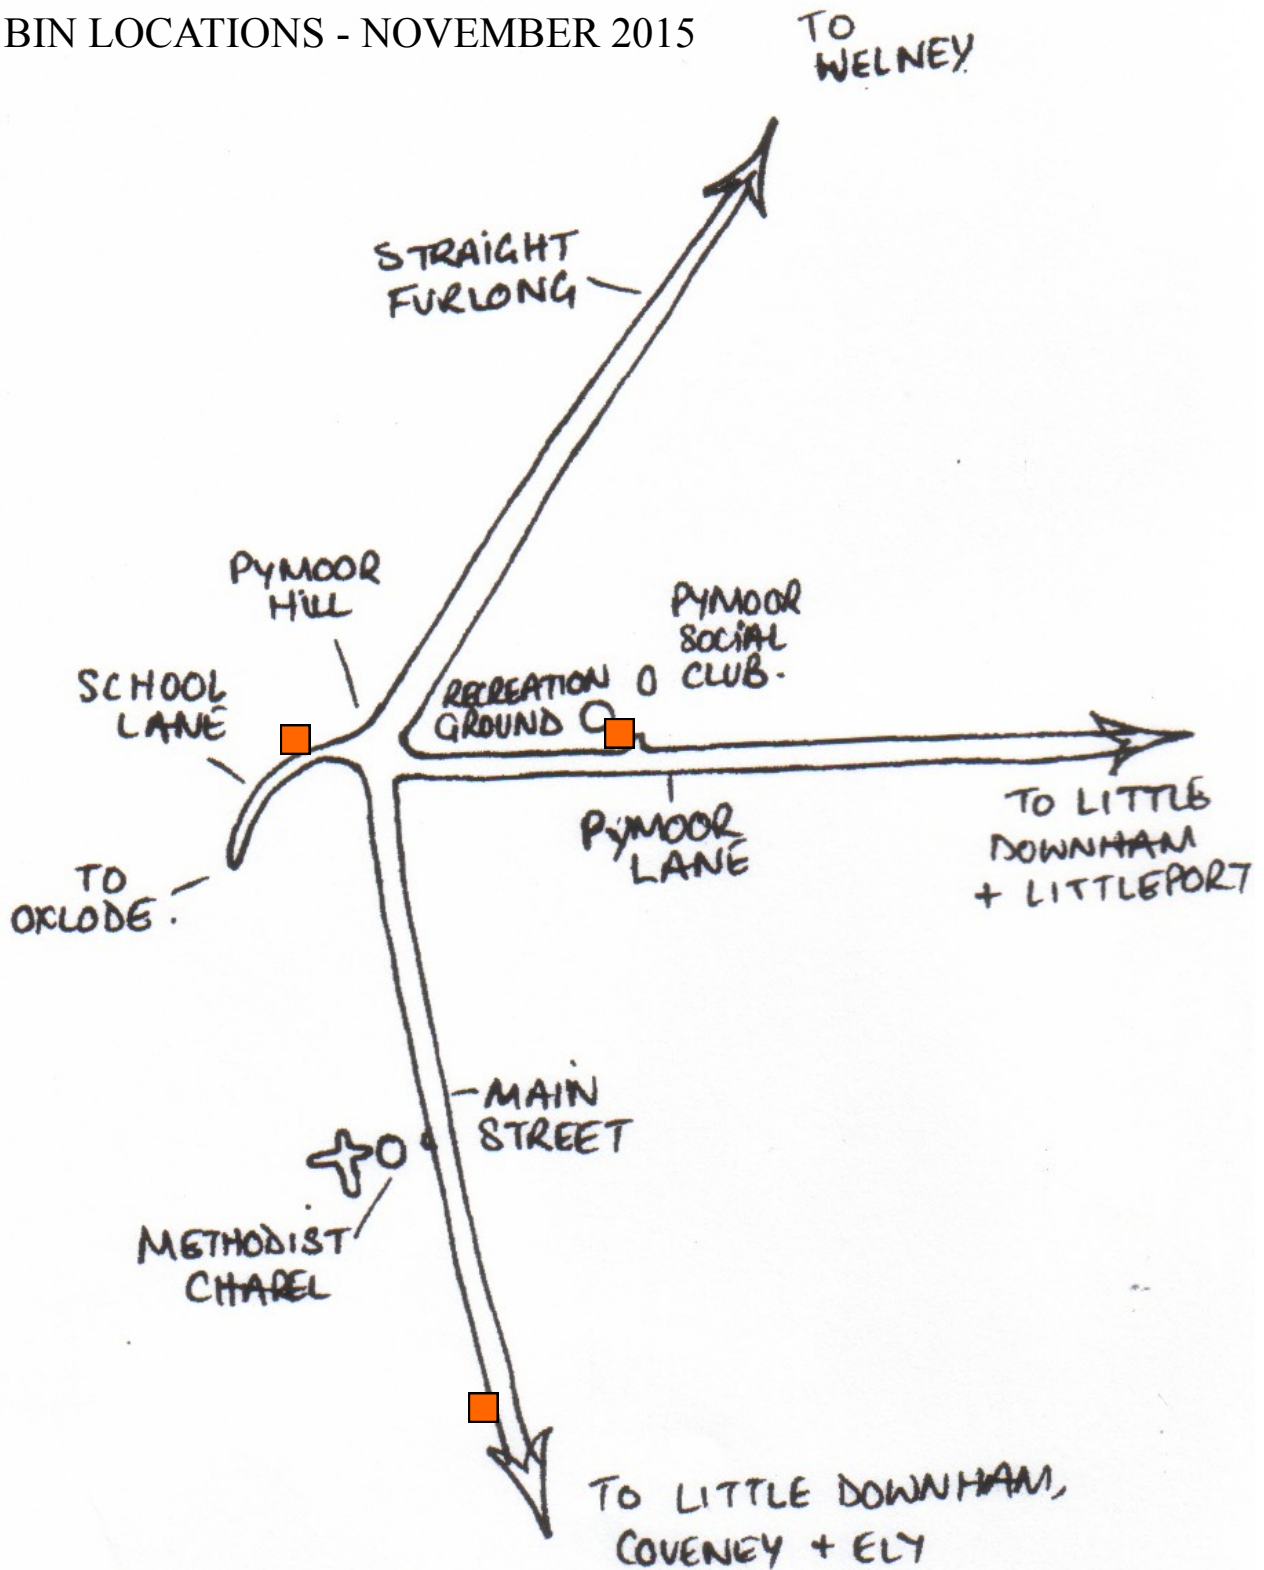 BIN LOCATIONS - NOVEMBER 2015
TO
WELNEY.
STRAIGHT
FURLONG
PYMOOR
HILL
PYMOOR
SOCIAL
CLUB.
SCHOOL
LANE
RECREATION
GROUND
PYMOOR
LANE
TO LITTLE
DOWNHAM
+ LITTLEPORT
TO
OXLODE.
MAIN
STREET
METHODIST
CHAPEL
TO LITTLE DOWNHAM,
COVENEY + ELY